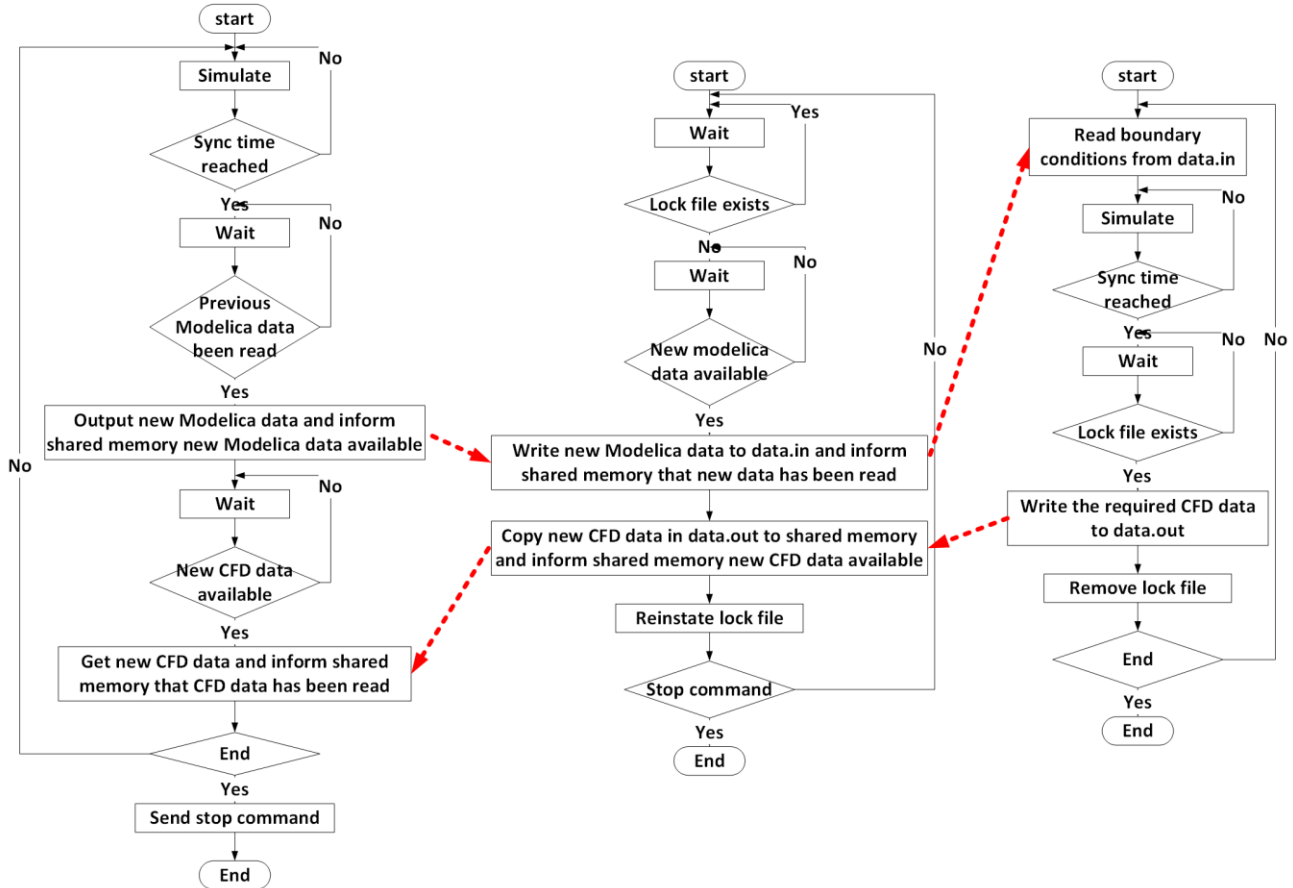 start
No
Simulate
Sync time
reached
Yes
No
Wait
Previous
Modelica data
been read
Yes
Output new Modelica data and inform
shared memory new Modelica data available
No
No
Wait
New CFD data
available
Yes
Get new CFD data and inform shared
memory that CFD data has been read
End
Yes
Send stop command
End
start
Yes
Wait
Lock file exists
No
No
Wait
New modelica
data available
No
Yes
Write new Modelica data to data.in and inform
shared memory that new data has been read
Copy new CFD data in data.out to shared memory
and inform shared memory new CFD data available
Reinstate lock file
Stop command
Yes
End
start
Read boundary
conditions from data.in
No
Simulate
Sync time
reached
Yes
No
No
Wait
Lock file exists
Yes
Write the required CFD data
to data.out
Remove lock file
End
Yes
End